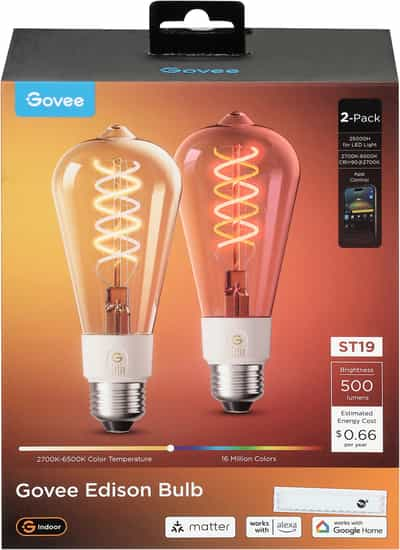 Govee
Govee
2-Pack
25000H
for LED Light
2700K-6500K
CRI>90@2700K
App
Control
ST19
Brightness
500
lumens
Estimated
Energy Cost
$0.66
per year
2700K-6500K Color Temperature
16 Million Colors
Govee Edison Bulb
Indoor
matter
works
with
alexa
works with
Google Home